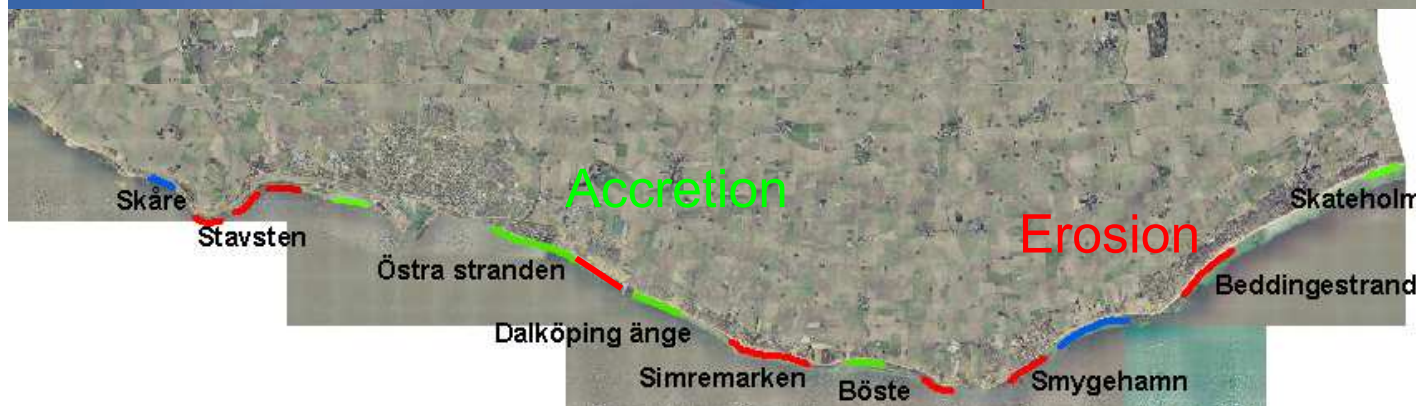 Accretion
Skåre
Skateholm
Stavsten
Erosion
Östra stranden
Beddingestrand
Dalköping änge
Simremarken
Böste
Smygehamn